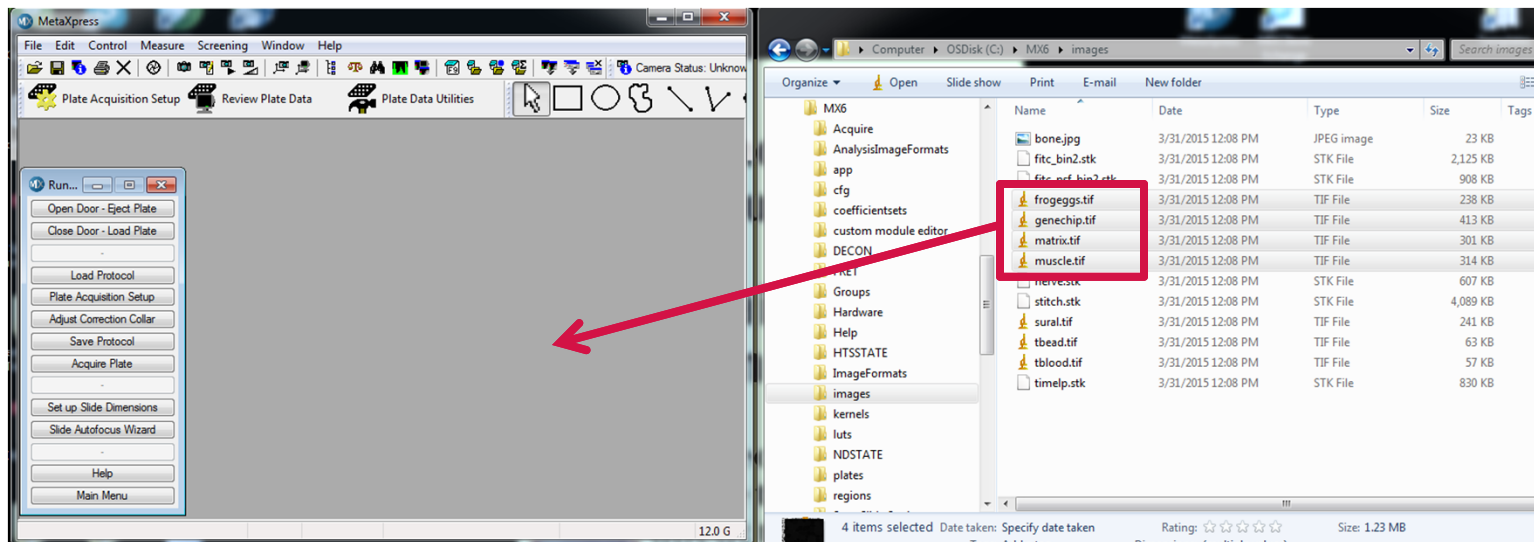 MetaXpress
File Edit Control Measure Screening Window Help
Camera Status: Unknow
Plate Acquisition Setup Review Plate Data Plate Data Utilities
Run...
Open Door - Eject Plate
Close Door - Load Plate
-
Load Protocol
Plate Acquisition Setup
Adjust Correction Collar
Save Protocol
Acquire Plate
-
Set up Slide Dimensions
Slide Autofocus Wizard
-
Help
Main Menu
12.0 G
Computer OSDisk (C:) MX6 images Search images
Organize Open Slide show Print E-mail New folder
MX6
Acquire
AnalysisImageFormats
app
cfg
coefficientsets
custom module editor
DECON
FRET
Groups
Hardware
Help
HTSSTATE
ImageFormats
images
kernels
luts
NDSTATE
plates
regions
Name Date Type Size Tags
bone.jpg 3/31/2015 12:08 PM JPEG image 23 KB
fitc_bin2.stk 3/31/2015 12:08 PM STK File 2,125 KB
fitc_psf_bin2.stk 3/31/2015 12:08 PM STK File 908 KB
frogeggs.tif 3/31/2015 12:08 PM TIF File 238 KB
genechip.tif 3/31/2015 12:08 PM TIF File 413 KB
matrix.tif 3/31/2015 12:08 PM TIF File 301 KB
muscle.tif 3/31/2015 12:08 PM TIF File 314 KB
nerve.stk 3/31/2015 12:08 PM STK File 607 KB
stitch.stk 3/31/2015 12:08 PM STK File 4,089 KB
sural.tif 3/31/2015 12:08 PM TIF File 241 KB
tbead.tif 3/31/2015 12:08 PM TIF File 63 KB
tblood.tif 3/31/2015 12:08 PM TIF File 57 KB
timelp.stk 3/31/2015 12:08 PM STK File 830 KB
4 items selected Date taken: Specify date taken Rating: Size: 1.23 MB